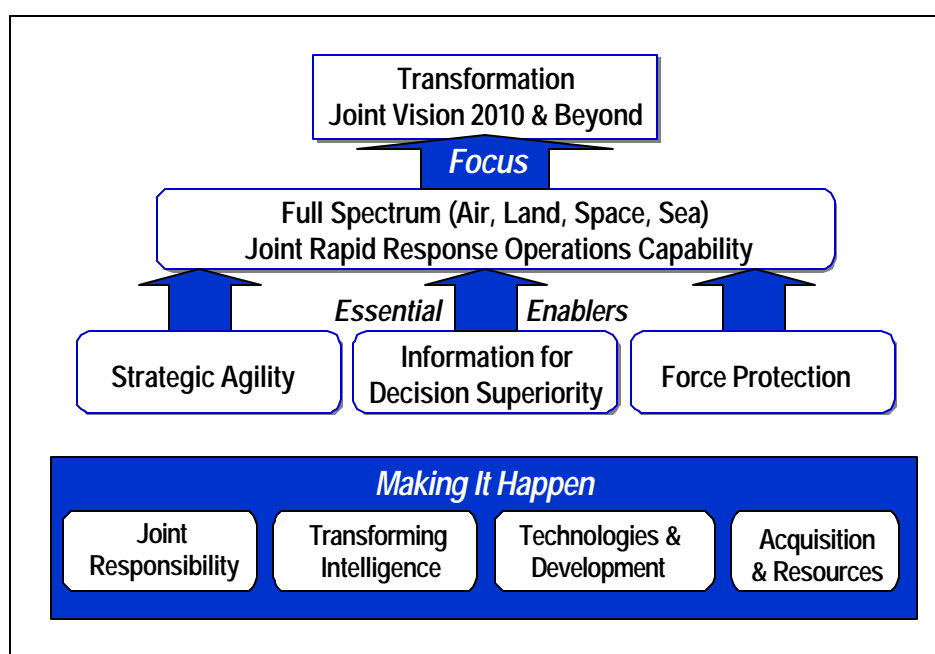 Transformation
Joint Vision 2010 & Beyond
Focus
Full Spectrum (Air, Land, Space, Sea)
Joint Rapid Response Operations Capability
Essential Enablers
Strategic Agility
Information for
Decision Superiority
Force Protection
Making It Happen
Joint
Responsibility
Transforming
Intelligence
Technologies &
Development
Acquisition
& Resources